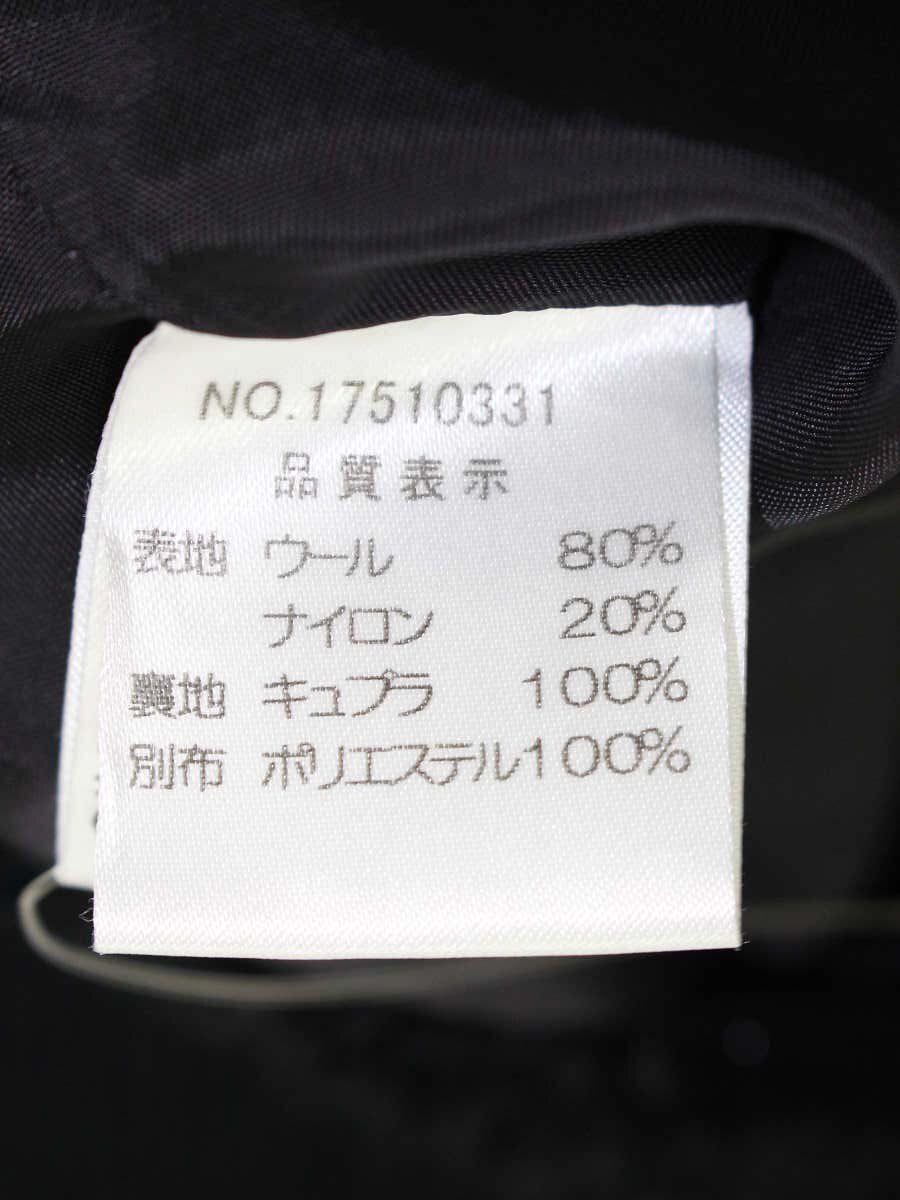 NO.17510331
品質表示
表地 ウール 80%
ナイロン 20%
裏地 キュプラ 100%
別布 ポリエステル100%